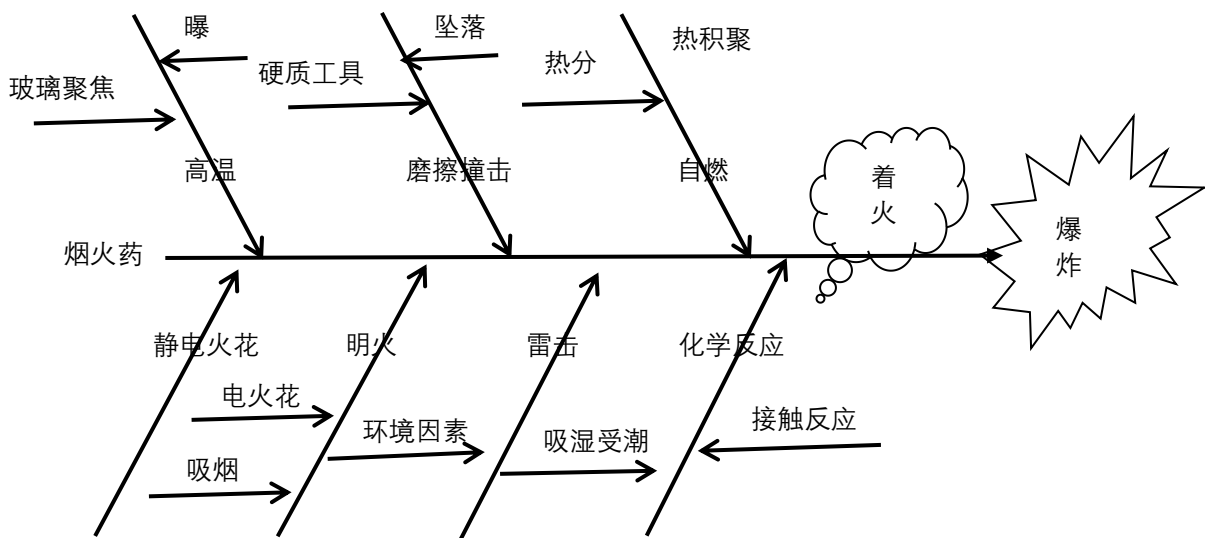 曝
坠落
热积聚
玻璃聚焦
硬质工具
热分
高温
磨擦撞击
自燃
着
火
爆
炸
烟火药
静电火花
明火
雷击
化学反应
电火花
环境因素
吸湿受潮
接触反应
吸烟